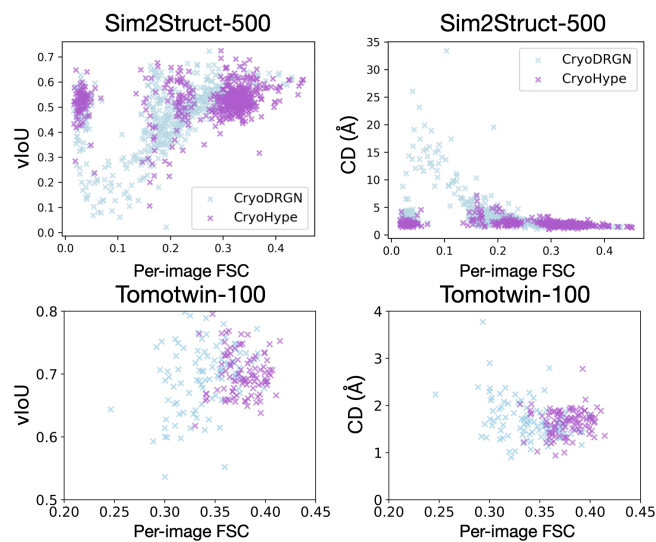 Sim2Struct-500
vIoU
0.7
0.6
0.5
0.4
0.3
0.2
0.1
0.0
CryoDRGN
CryoHype
0.0 0.1 0.2 0.3 0.4
Per-image FSC
Sim2Struct-500
CD (Å)
35
30
25
20
15
10
5
0
CryoDRGN
CryoHype
0.0 0.1 0.2 0.3 0.4
Per-image FSC
Tomotwin-100
vIoU
0.8
0.7
0.6
0.5
0.20 0.25 0.30 0.35 0.40 0.45
Per-image FSC
Tomotwin-100
CD (Å)
4
3
2
1
0
0.20 0.25 0.30 0.35 0.40 0.45
Per-image FSC